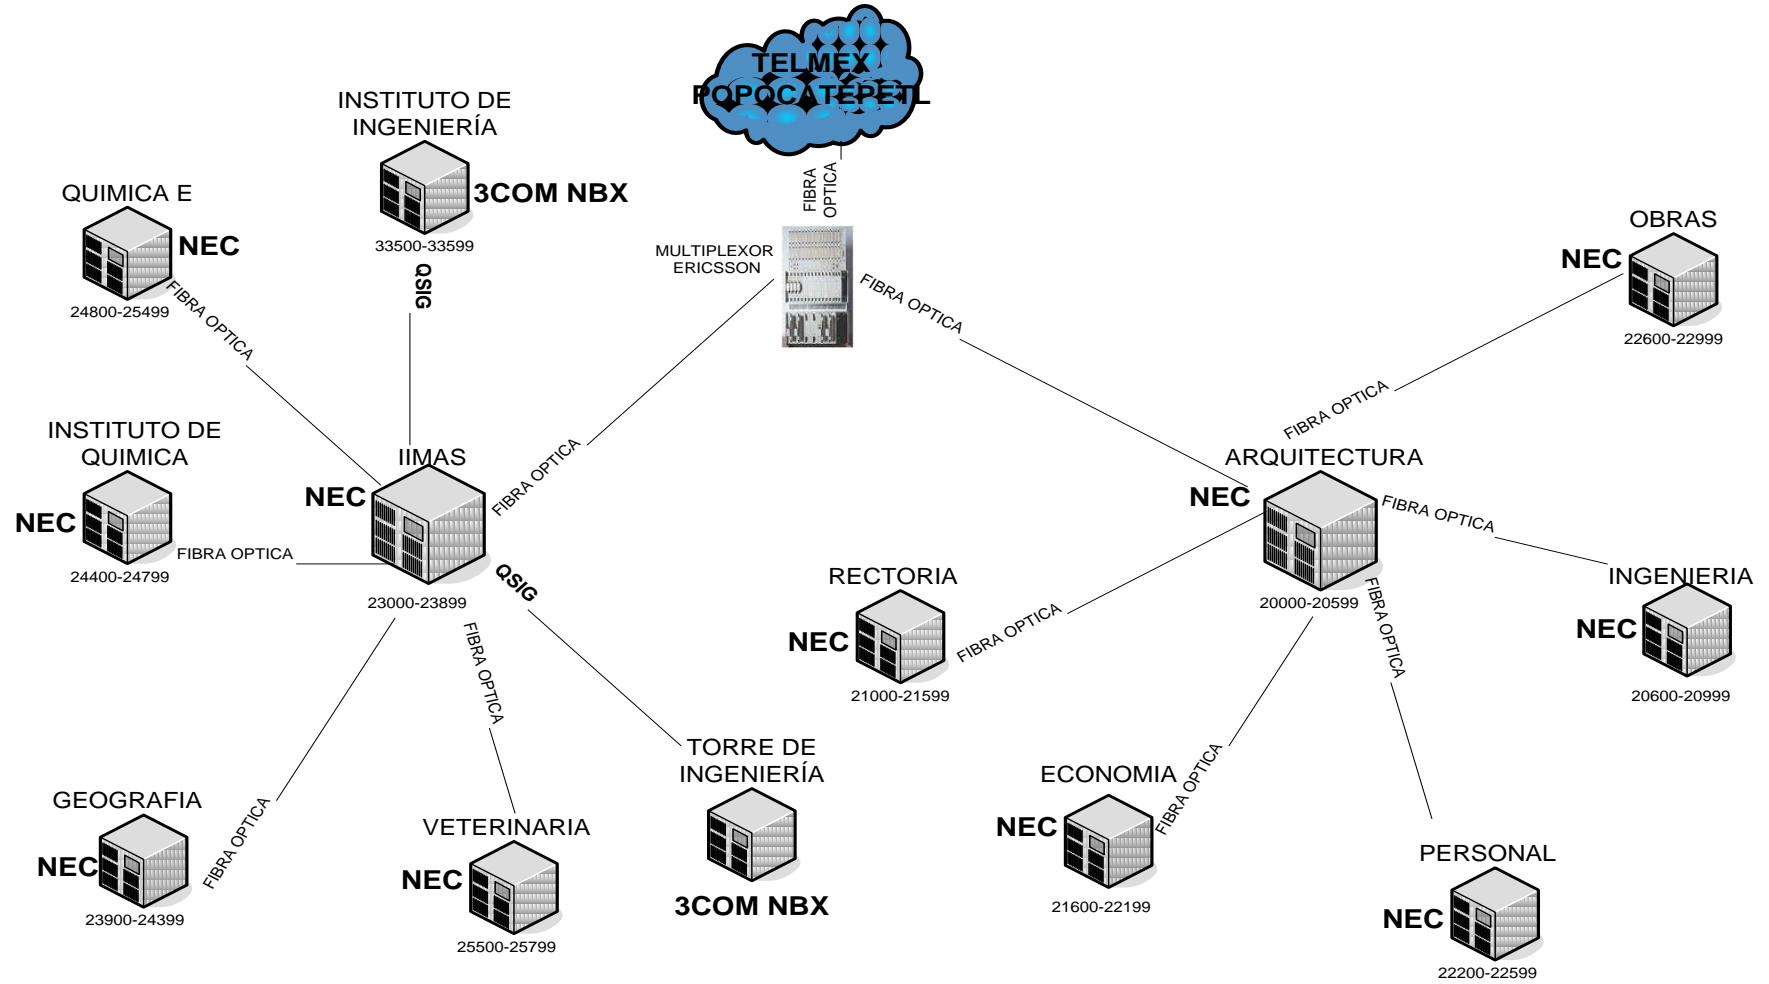 TELMEX
POPOCATEPETL
FIBRA
OPTICA
MULTIPLEXOR
ERICSSON
FIBRA OPTICA
FIBRA OPTICA
INSTITUTO DE
INGENIERÍA
3COM NBX
33500-33599
QSIG
QUIMICA E
NEC
24800-25499
FIBRA OPTICA
INSTITUTO DE
QUIMICA
NEC
24400-24799
FIBRA OPTICA
IIMAS
NEC
23000-23899
QSIG
FIBRA OPTICA
FIBRA OPTICA
GEOGRAFIA
NEC
23900-24399
VETERINARIA
NEC
25500-25799
TORRE DE
INGENIERÍA
3COM NBX
OBRAS
NEC
22600-22999
FIBRA OPTICA
ARQUITECTURA
NEC
20000-20599
FIBRA OPTICA
INGENIERIA
NEC
20600-20999
RECTORIA
NEC
21000-21599
FIBRA OPTICA
FIBRA OPTICA
ECONOMIA
NEC
21600-22199
FIBRA OPTICA
PERSONAL
NEC
22200-22599